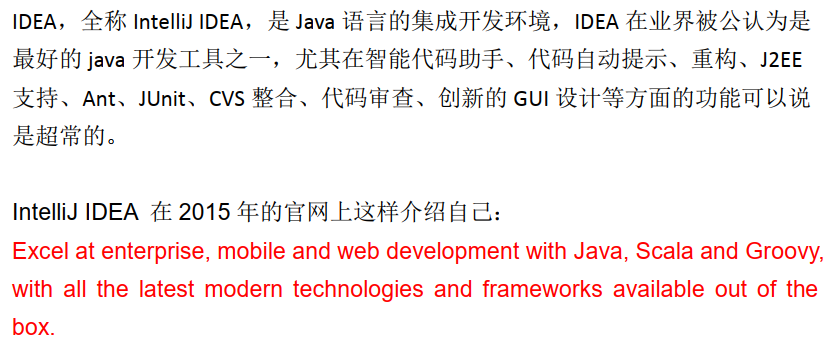 IDEA，全称 IntelliJ IDEA，是 Java 语言的集成开发环境，IDEA 在业界被公认为是
最好的 java 开发工具之一，尤其在智能代码助手、代码自动提示、重构、J2EE
支持、Ant、JUnit、CVS 整合、代码审查、创新的 GUI 设计等方面的功能可以说
是超常的。
IntelliJ IDEA 在 2015 年的官网上这样介绍自己：
Excel at enterprise, mobile and web development with Java, Scala and Groovy,
with all the latest modern technologies and frameworks available out of the
box.